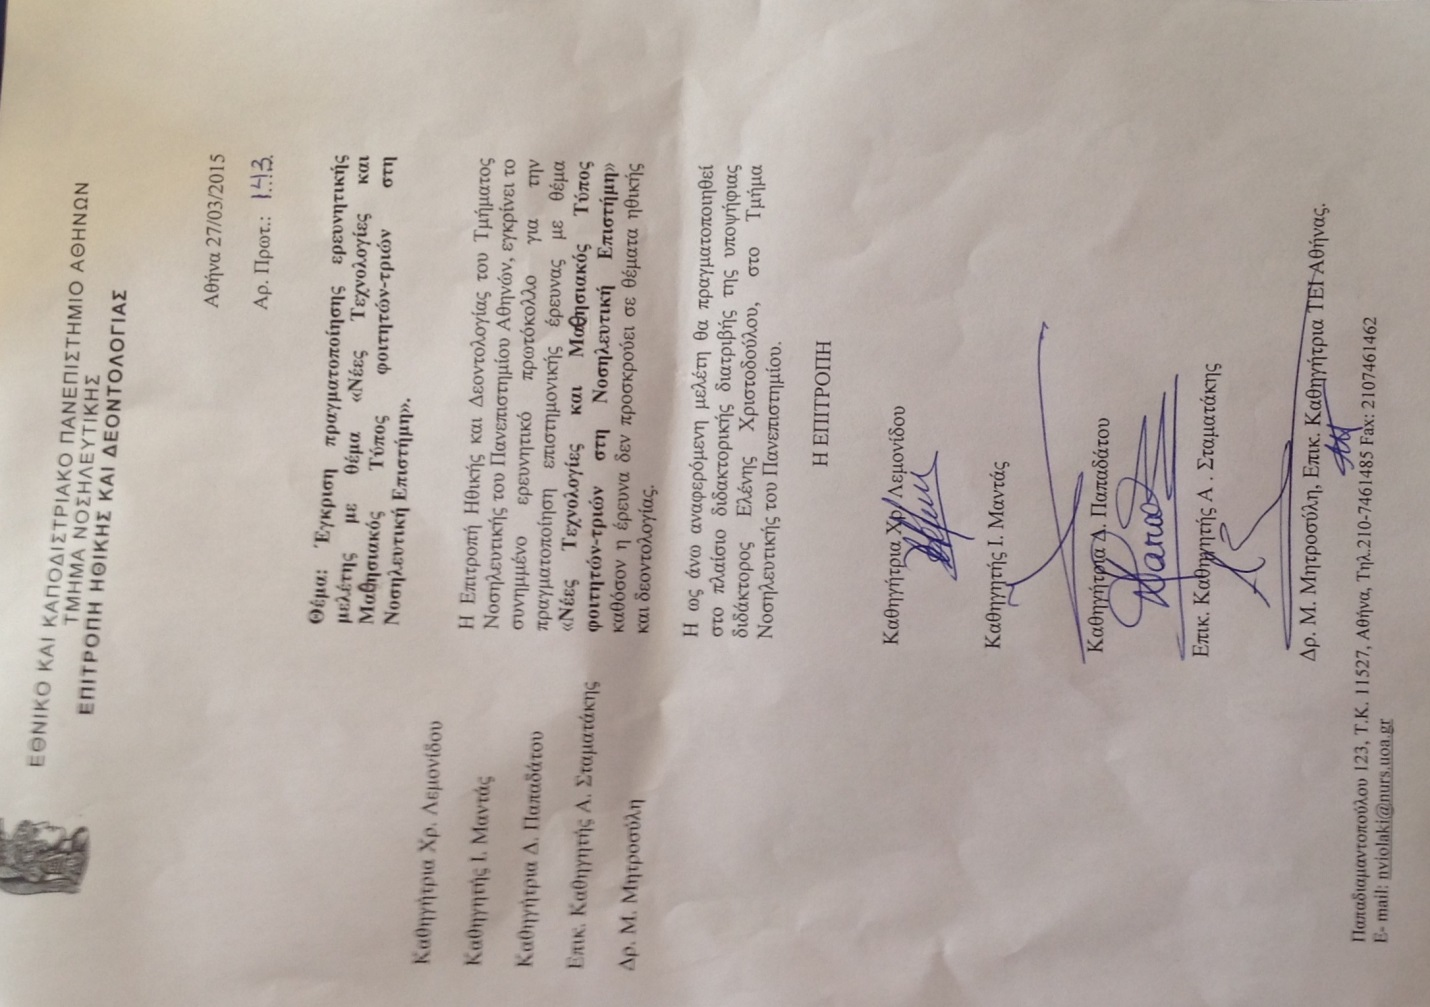 ΕΘΝΙΚΟ ΚΑΙ ΚΑΠΟΔΙΣΤΡΙΑΚΟ ΠΑΝΕΠΙΣΤΗΜΙΟ ΑΘΗΝΩΝ
ΤΜΗΜΑ ΝΟΣΗΛΕΥΤΙΚΗΣ
ΕΠΙΤΡΟΠΗ ΗΘΙΚΗΣ ΚΑΙ ΔΕΟΝΤΟΛΟΓΙΑΣ
Αθήνα 27/03/2015
Αρ. Πρωτ.: 143
Θέμα: Έγκριση πραγματοποίησης ερευνητικής
μελέτης με θέμα «Νέες Τεχνολογίες και
Μαθησιακός Τύπος φοιτητών-τριών στη
Νοσηλευτική Επιστήμη».
Καθηγήτρια Χρ. Λεμονίδου
Καθηγητής Ι. Μαντάς
Καθηγήτρια Δ. Παπαδάτου
Επικ. Καθηγητής Α. Σταματάκης
Δρ. Μ. Μητροσύλη
Η Επιτροπή Ηθικής και Δεοντολογίας του Τμήματος
Νοσηλευτικής του Πανεπιστημίου Αθηνών, εγκρίνει το
συνημμένο ερευνητικό πρωτόκολλο για την
πραγματοποίηση επιστημονικής έρευνας με θέμα
«Νέες Τεχνολογίες και Μαθησιακός Τύπος
φοιτητών-τριών στη Νοσηλευτική Επιστήμη»
καθόσον η έρευνα δεν προσκρούει σε θέματα ηθικής
και δεοντολογίας.
Η ως άνω αναφερόμενη μελέτη θα πραγματοποιηθεί
στο πλαίσιο διδακτορικής διατριβής της υποψήφιας
διδάκτορος Ελένης Χριστοδούλου, στο Τμήμα
Νοσηλευτικής του Πανεπιστημίου.
Η ΕΠΙΤΡΟΠΗ
Καθηγήτρια Χρ. Λεμονίδου
Καθηγητής Ι. Μαντάς
Καθηγήτρια Δ. Παπαδάτου
Επικ. Καθηγητής Α . Σταματάκης
Δρ. Μ. Μητροσύλη, Επικ. Καθηγήτρια ΤΕΙ Αθήνας.
Παπαδιαμαντοπούλου 123, Τ.Κ. 11527, Αθήνα, Τηλ.210-7461485 Fax: 2107461462
E- mail: nviolaki@nurs.uoa.gr